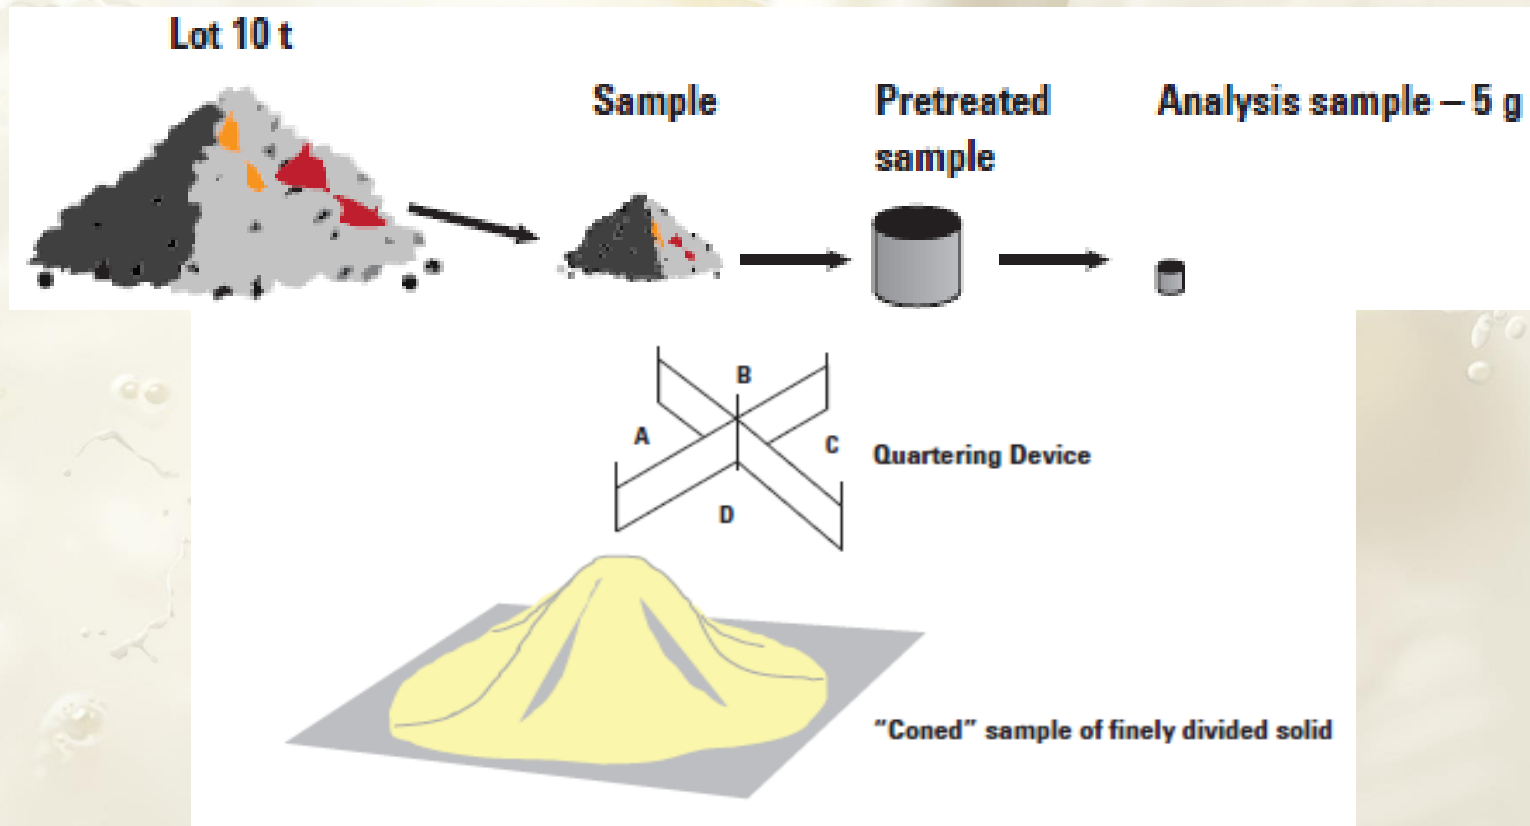 Lot 10 t
Sample
Pretreated
sample
Analysis sample – 5 g
B
A
C
Quartering Device
D
“Coned” sample of finely divided solid